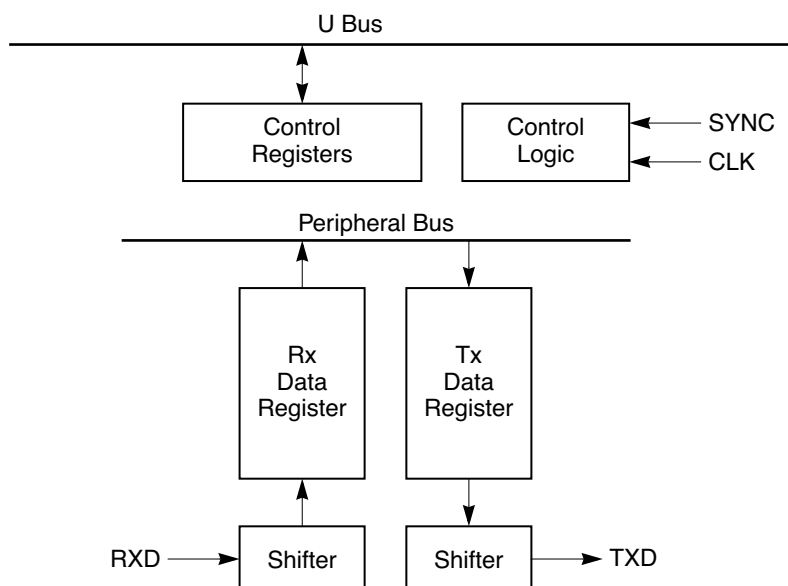 U Bus
Control
Registers
Control
Logic
SYNC
CLK
Peripheral Bus
Rx
Data
Register
Tx
Data
Register
RXD
Shifter
Shifter
TXD